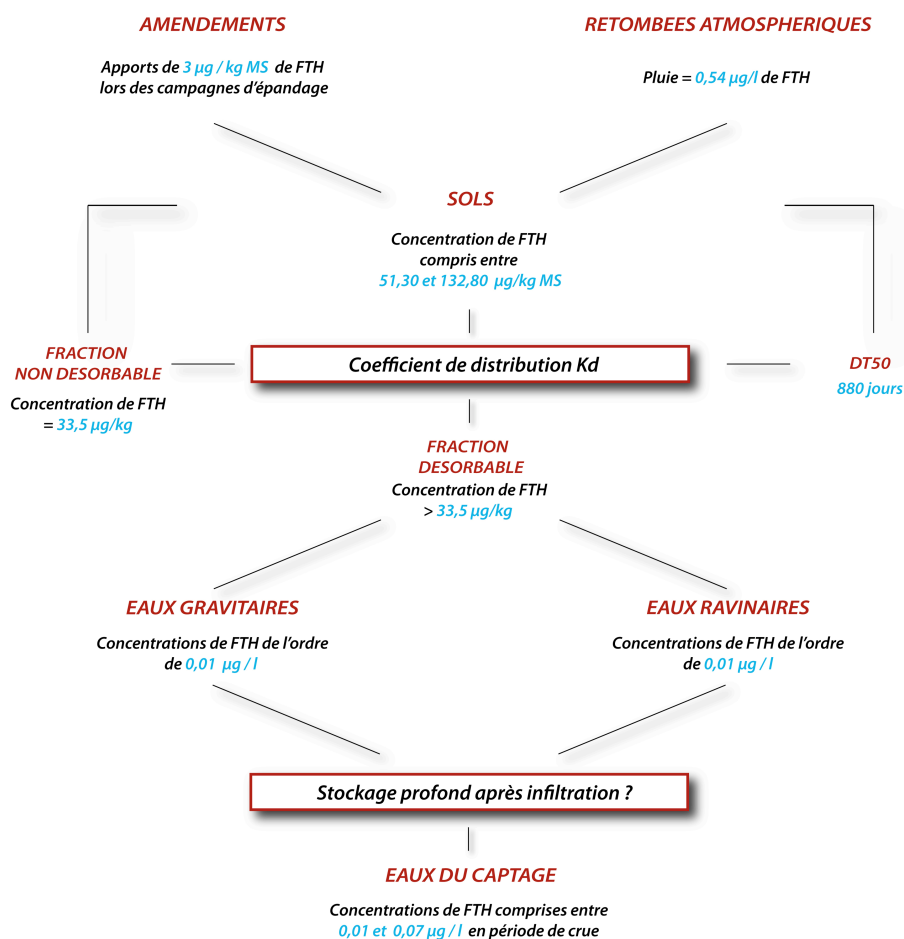 AMENDEMENTS
Apports de 3 µg / kg MS de FTH
lors des campagnes d'épandage
RETOMBEES ATMOSPHERIQUES
Pluie = 0,54 µg/l de FTH
SOLS
Concentration de FTH
compris entre
51,30 et 132,80 µg/kg MS
FRACTION
NON DESORBABLE
Concentration de FTH
= 33,5 µg/kg
Coefficient de distribution Kd
DT50
880 jours
FRACTION
DESORBABLE
Concentration de FTH
> 33,5 µg/kg
EAUX GRAVITAIRES
Concentrations de FTH de l'ordre
de 0,01 µg / l
EAUX RAVINAIRES
Concentrations de FTH de l'ordre
de 0,01 µg / l
Stockage profond après infiltration ?
EAUX DU CAPTAGE
Concentrations de FTH comprises entre
0,01 et 0,07 µg / l en période de crue